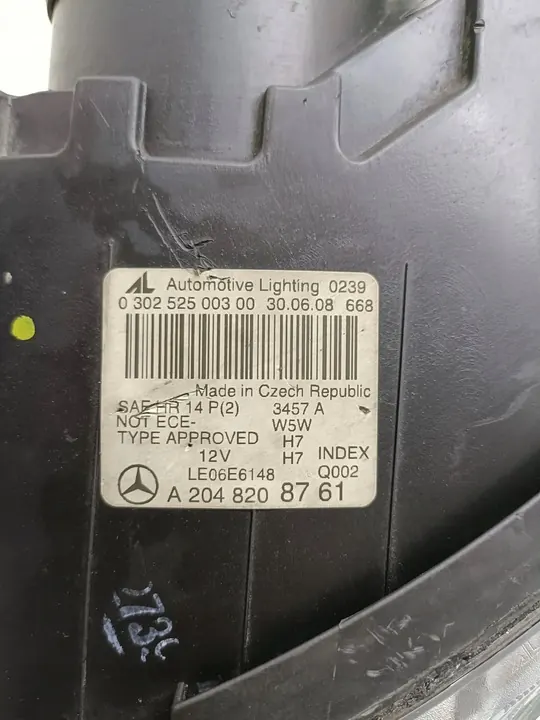 AL Automotive Lighting 0239
0 302 525 003 00 30.06.08 668
Made in Czech Republic
SAE HR 14 P(2) 3457 A
NOT ECE- W5W
TYPE APPROVED H7
12V H7 INDEX
LE06E6148 Q002
A 204 820 87 61